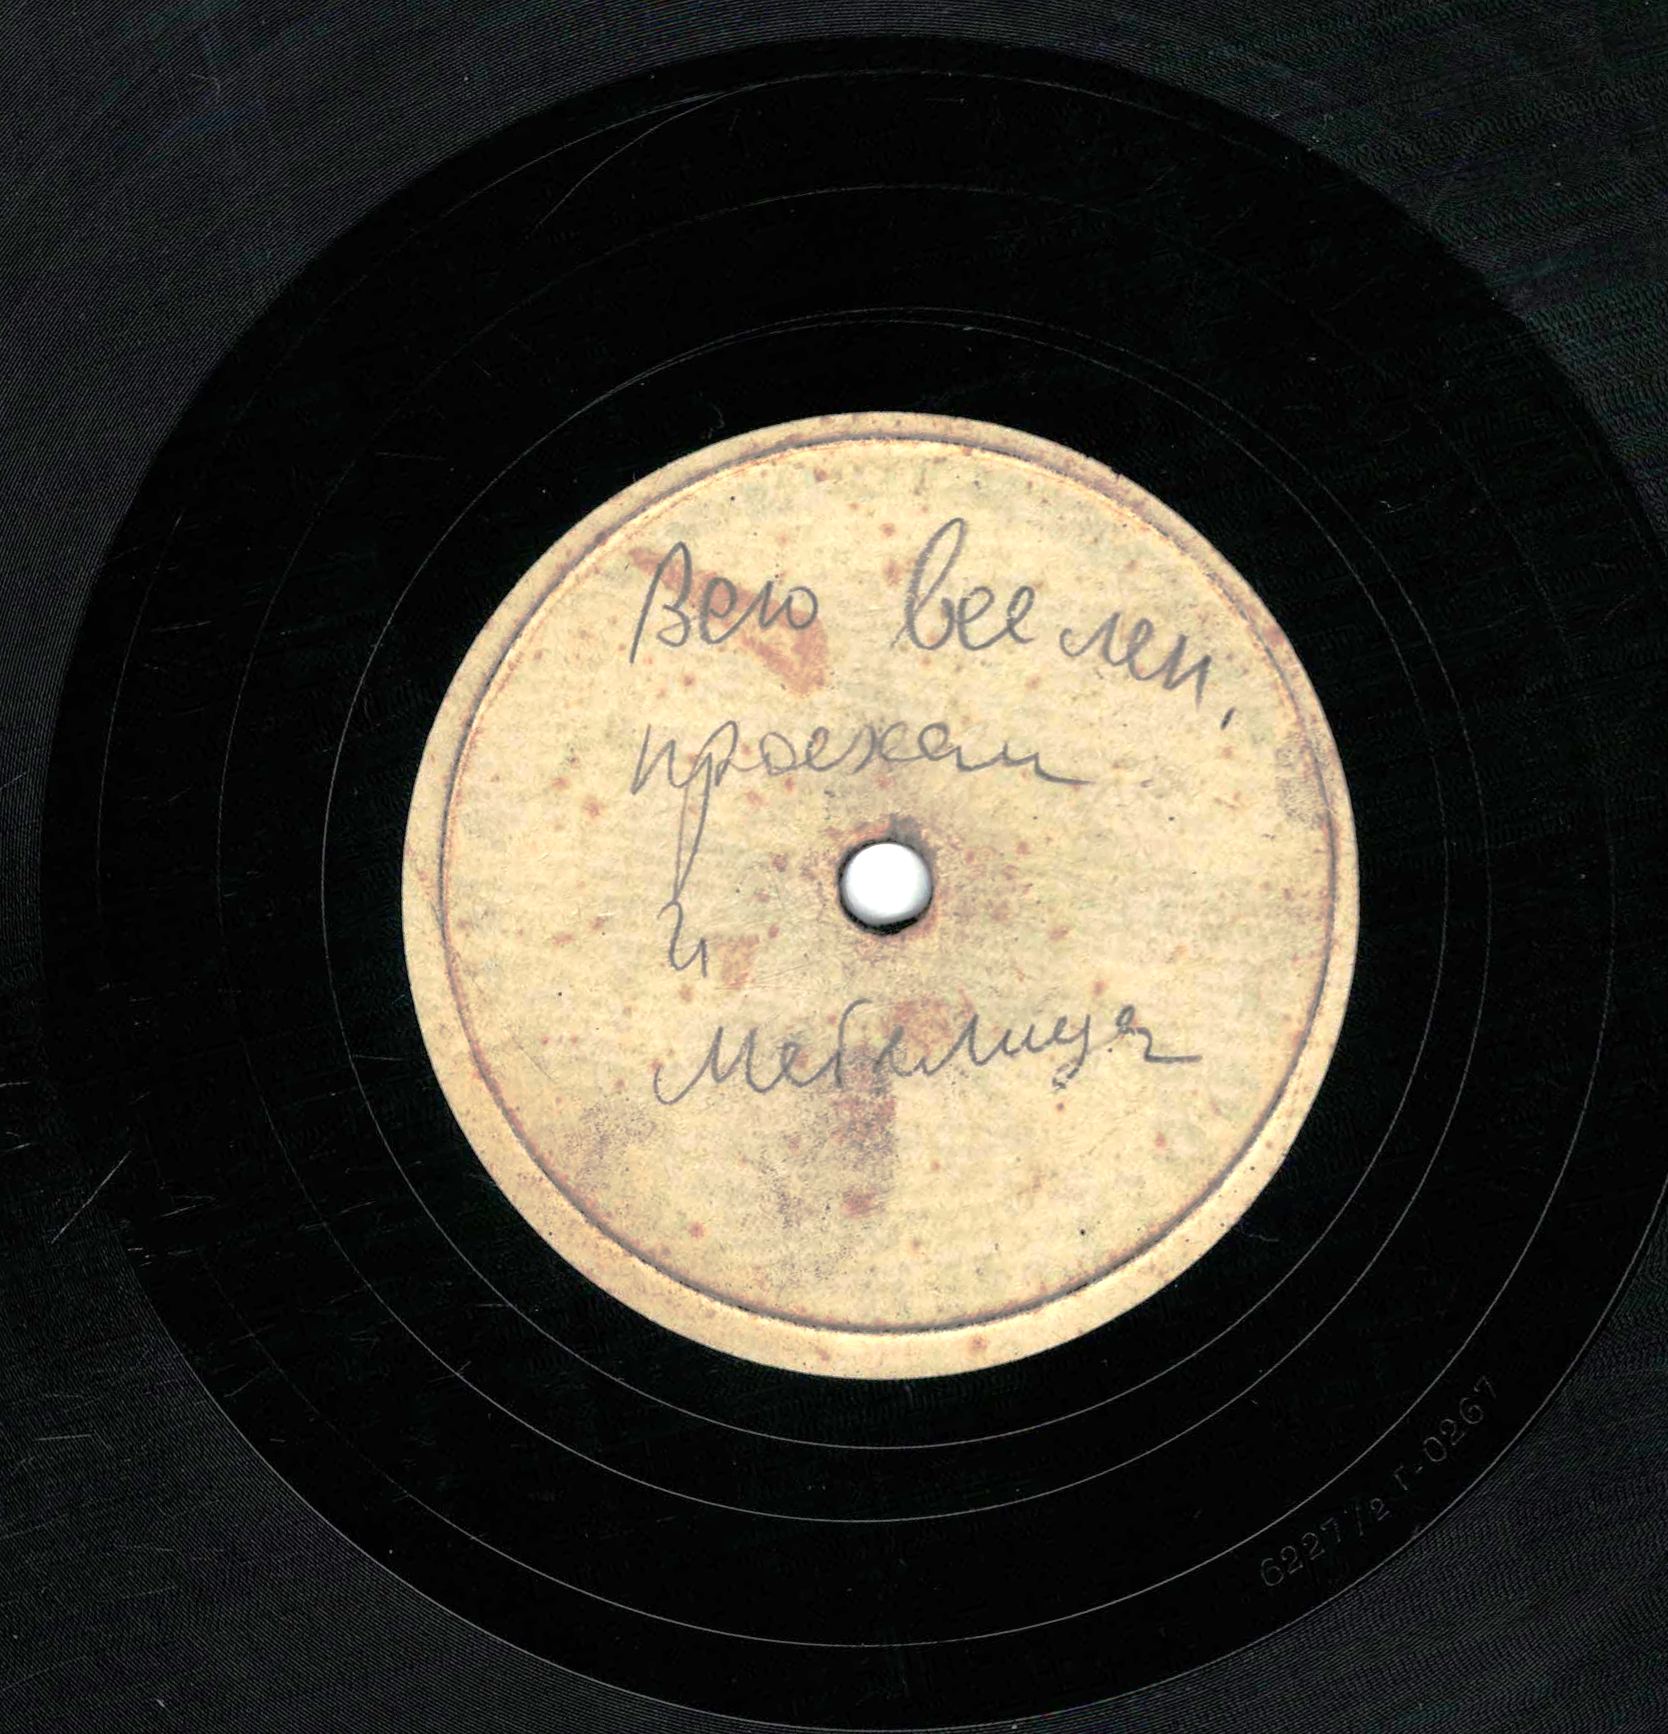 Всю вселен,
проехал
и
Метелица
6227/2 Г-0267